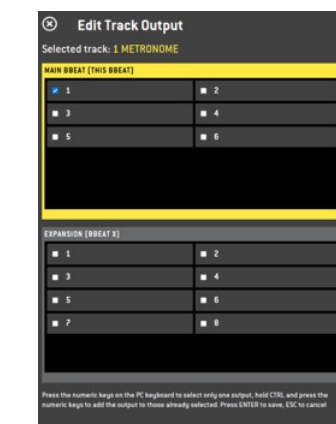 Edit Track Output
Selected track: 1 METRONOME
MAIN BBEAT (THIS BBEAT)
1 2
3 4
5 6
EXPANSION (BBEAT X)
1 2
3 4
5 6
7 8
Press the numeric keys on the PC keyboard to select only one output, hold CTRL and press the
numeric keys to add the output to those already selected. Press ENTER to save, ESC to cancel